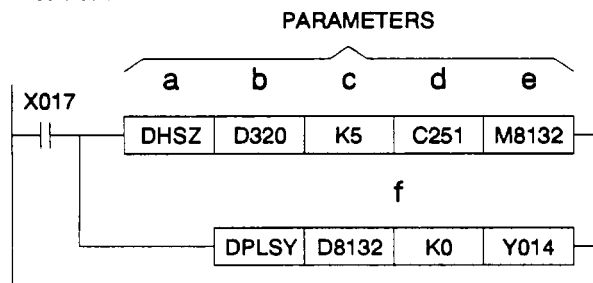 PARAMETERS
a b c d e
X017
DHSZ D320 K5 C251 M8132
f
DPLSY D8132 K0 Y014